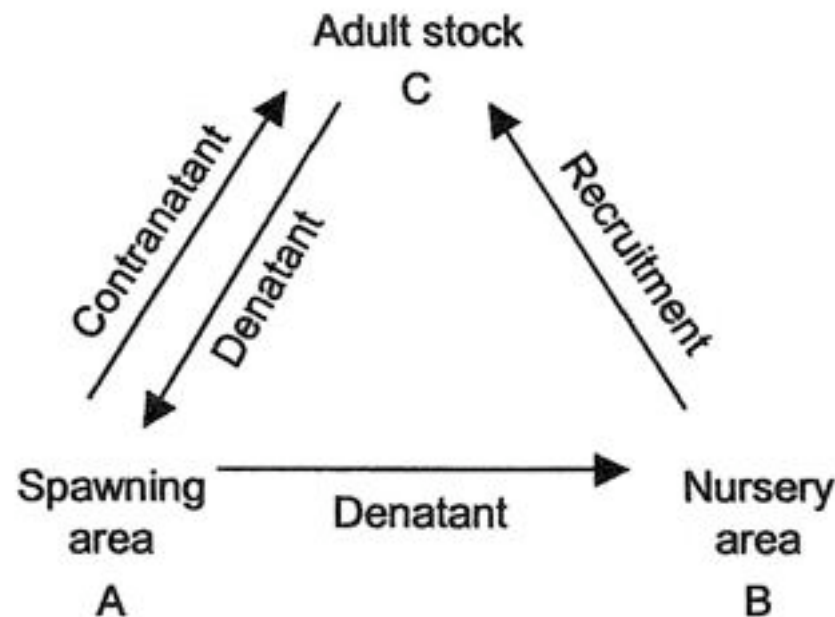 Adult stock
C
Contranatant
Denatant
Recruitment
Spawning
area
A
Denatant
Nursery
area
B